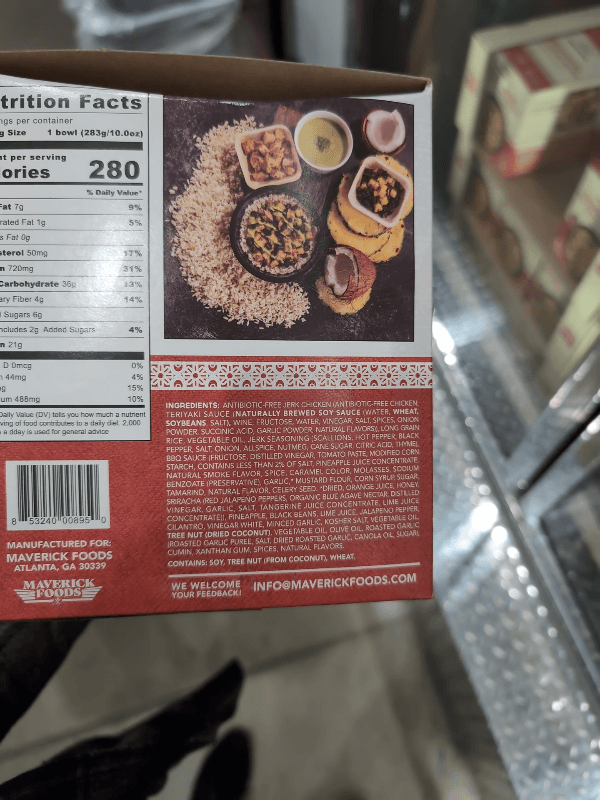 trition Facts
ngs per container
g Size 1 bowl (283g/10.0oz)
nt per serving
ories 280
% Daily Value*
Fat 7g 9%
rated Fat 1g 5%
s Fat 0g
sterol 50mg 17%
m 720mg 31%
Carbohydrate 36g 13%
ary Fiber 4g 14%
l Sugars 6g
ncludes 2g Added Sugars 4%
n 21g
D 0mcg 0%
44mg 4%
g 15%
um 486mg 10%
Daily Value (DV) tells you how much a nutrient
ving of food contributes to a daily diet. 2,000
s a day is used for general advice
8 53240 00895 0
MANUFACTURED FOR:
MAVERICK FOODS
ATLANTA, GA 30339
MAVERICK
FOODS
INGREDIENTS: ANTIBIOTIC-FREE JERK CHICKEN (ANTIBIOTIC-FREE CHICKEN,
TERIYAKI SAUCE (NATURALLY BREWED SOY SAUCE (WATER, WHEAT,
SOYBEANS, SALT), WINE, FRUCTOSE, WATER, VINEGAR, SALT, SPICES, ONION
POWDER, SUCCINIC ACID, GARLIC POWDER, NATURAL FLAVORS)), LONG GRAIN
RICE, VEGETABLE OIL, JERK SEASONING (SCALLIONS, HOT PEPPER, BLACK
PEPPER, SALT, ONION, ALLSPICE, NUTMEG, CANE SUGAR, CITRIC ACID, THYME),
BBQ SAUCE (FRUCTOSE, DISTILLED VINEGAR, TOMATO PASTE, MODIFIED CORN
STARCH, CONTAINS LESS THAN 2% OF SALT, PINEAPPLE JUICE CONCENTRATE,
NATURAL SMOKE FLAVOR, SPICE, CARAMEL COLOR, MOLASSES, SODIUM
BENZOATE (PRESERVATIVE), GARLIC,* MUSTARD FLOUR, CORN SYRUP, SUGAR,
TAMARIND, NATURAL FLAVOR, CELERY SEED. *DRIED, ORANGE JUICE, HONEY,
SRIRACHA (RED JALAPENO PEPPERS, ORGANIC BLUE AGAVE NECTAR, DISTILLED
VINEGAR, GARLIC, SALT, TANGERINE JUICE CONCENTRATE, LIME JUICE
CONCENTRATE)), PINEAPPLE, BLACK BEANS, LIME JUICE, JALAPENO PEPPER,
CILANTRO, VINEGAR WHITE, MINCED GARLIC, KOSHER SALT, VEGETABLE OIL,
TREE NUT (DRIED COCONUT), VEGETABLE OIL, OLIVE OIL, ROASTED GARLIC
(ROASTED GARLIC PUREE, SALT, DRIED ROASTED GARLIC, CANOLA OIL, SUGAR),
CUMIN, XANTHAN GUM, SPICES, NATURAL FLAVORS.
CONTAINS: SOY, TREE NUT (FROM COCONUT), WHEAT.
WE WELCOME
YOUR FEEDBACK! INFO@MAVERICKFOODS.COM